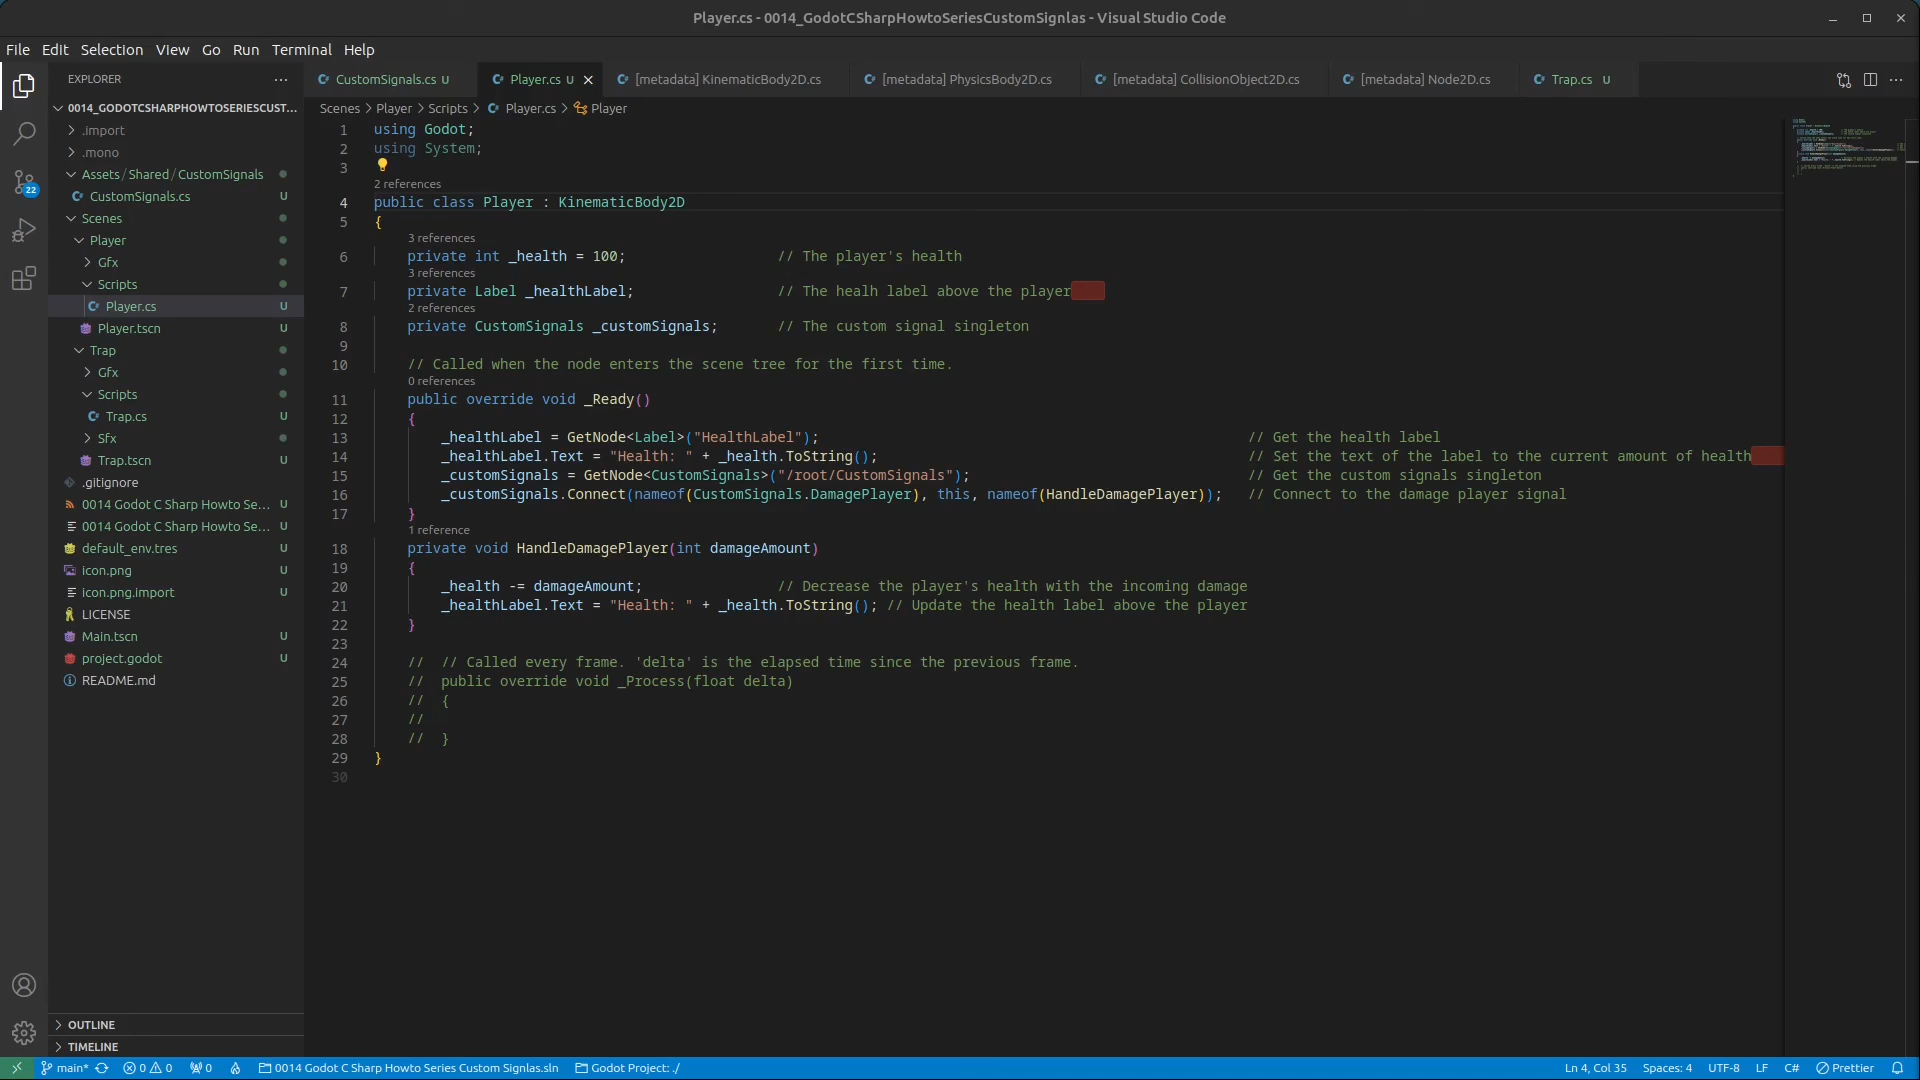 Player.cs - 0014_GodotCSharpHowtoSeriesCustomSignlas - Visual Studio Code
File Edit Selection View Go Run Terminal Help
EXPLORER
CustomSignals.cs U
Player.cs U
[metadata] KinematicBody2D.cs
[metadata] PhysicsBody2D.cs
[metadata] CollisionObject2D.cs
[metadata] Node2D.cs
Trap.cs U
0014_GODOTCSHARPHOWTOSERIESCUST...
.import
.mono
Assets/Shared/CustomSignals
CustomSignals.cs U
Scenes
Player
Gfx
Scripts
Player.cs U
Player.tscn U
Trap
Gfx
Scripts
Trap.cs U
Sfx
Trap.tscn U
.gitignore
0014 Godot C Sharp Howto Se... U
0014 Godot C Sharp Howto Se... U
default_env.tres U
icon.png U
icon.png.import U
LICENSE
Main.tscn U
project.godot U
README.md
OUTLINE
TIMELINE
22
Scenes > Player > Scripts > Player.cs > Player
1 using Godot;
2 using System;
3
2 references
4 public class Player : KinematicBody2D
5 {
3 references
6 private int _health = 100; // The player's health
3 references
7 private Label _healthLabel; // The healh label above the player
2 references
8 private CustomSignals _customSignals; // The custom signal singleton
9
10 // Called when the node enters the scene tree for the first time.
0 references
11 public override void _Ready()
12 {
13 _healthLabel = GetNode<Label>("HealthLabel"); // Get the health label
14 _healthLabel.Text = "Health: " + _health.ToString(); // Set the text of the label to the current amount of health
15 _customSignals = GetNode<CustomSignals>("/root/CustomSignals"); // Get the custom signals singleton
16 _customSignals.Connect(nameof(CustomSignals.DamagePlayer), this, nameof(HandleDamagePlayer)); // Connect to the damage player signal
17 }
1 reference
18 private void HandleDamagePlayer(int damageAmount)
19 {
20 _health -= damageAmount; // Decrease the player's health with the incoming damage
21 _healthLabel.Text = "Health: " + _health.ToString(); // Update the health label above the player
22 }
23
24 // // Called every frame. 'delta' is the elapsed time since the previous frame.
25 // public override void _Process(float delta)
26 // {
27 //
28 // }
29 }
30
main* 0 0 0 0014 Godot C Sharp Howto Series Custom Signlas.sln Godot Project: ./ Ln 4, Col 35 Spaces: 4 UTF-8 LF C# Prettier